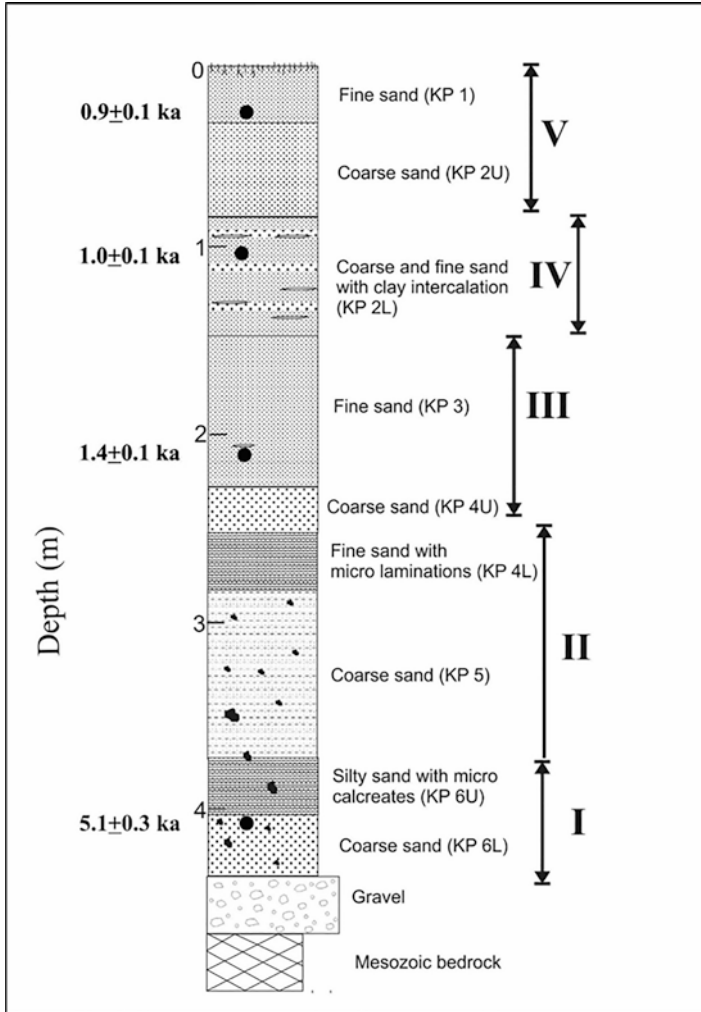 0
Fine sand (KP 1)
0.9±0.1 ka
V
Coarse sand (KP 2U)
1
1.0±0.1 ka
Coarse and fine sand
with clay intercalation
(KP 2L)
IV
Fine sand (KP 3)
III
2
1.4±0.1 ka
Coarse sand (KP 4U)
Fine sand with
micro laminations (KP 4L)
Depth (m)
3
II
Coarse sand (KP 5)
Silty sand with micro
calcreates (KP 6U)
4
5.1±0.3 ka
I
Coarse sand (KP 6L)
Gravel
Mesozoic bedrock